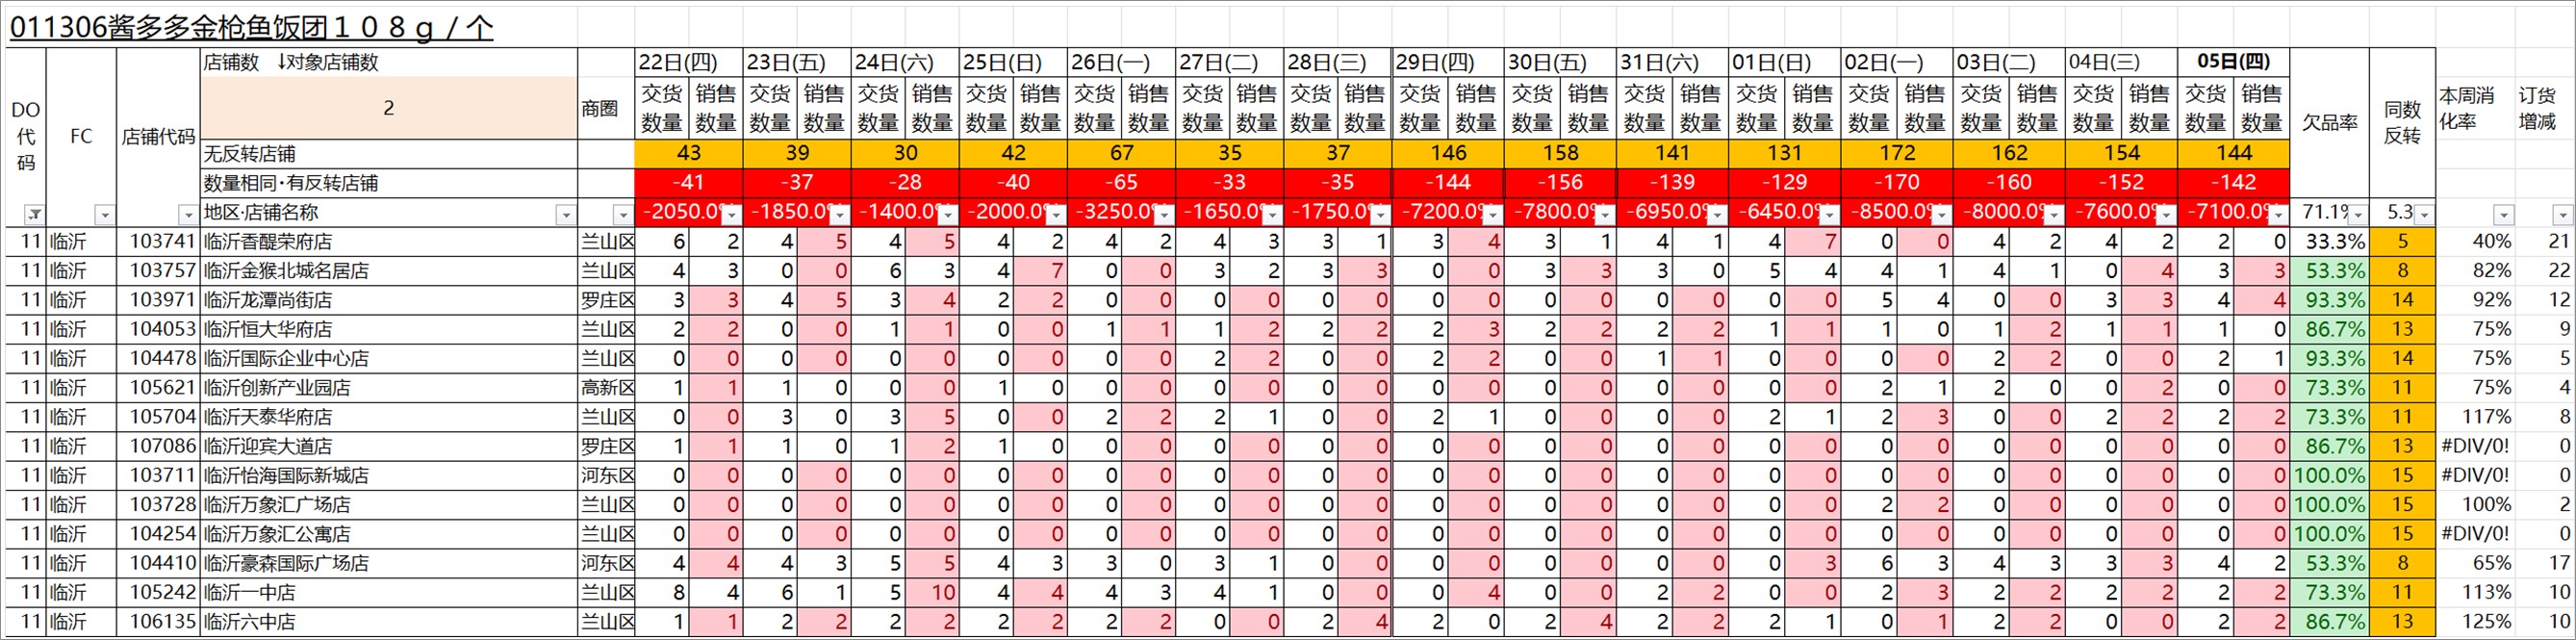 011306酱多多金枪鱼饭团１０８ｇ/个
店铺数 ↓对象店铺数 22日(四) 23日(五) 24日(六) 25日(日) 26日(一) 27日(二) 28日(三) 29日(四) 30日(五) 31日(六) 01日(日) 02日(一) 03日(二) 04日(三) 05日(四)
DO代码 FC 店铺代码 2 商圈 交货数量 销售数量 交货数量 销售数量 交货数量 销售数量 交货数量 销售数量 交货数量 销售数量 交货数量 销售数量 交货数量 销售数量 交货数量 销售数量 交货数量 销售数量 交货数量 销售数量 交货数量 销售数量 交货数量 销售数量 交货数量 销售数量 交货数量 销售数量 交货数量 销售数量 欠品率 同数反转 本周消化率 订货增减
无反转店铺 43 39 30 42 67 35 37 146 158 141 131 172 162 154 144
数量相同·有反转店铺 -41 -37 -28 -40 -65 -33 -35 -144 -156 -139 -129 -170 -160 -152 -142
地区·店铺名称 -2050.0% -1850.0% -1400.0% -2000.0% -3250.0% -1650.0% -1750.0% -7200.0% -7800.0% -6950.0% -6450.0% -8500.0% -8000.0% -7600.0% -7100.0% 71.1% 5.3
11 临沂 103741 临沂香醍荣府店 兰山区 6 2 4 5 4 5 4 2 4 2 4 3 3 1 3 4 3 1 4 1 4 7 0 0 4 2 4 2 2 0 33.3% 5 40% 21
11 临沂 103757 临沂金猴北城名居店 兰山区 4 3 0 0 6 3 4 7 0 0 3 2 3 3 0 0 3 3 3 0 5 4 4 1 4 1 0 4 3 3 53.3% 8 82% 22
11 临沂 103971 临沂龙潭尚街店 罗庄区 3 3 4 5 3 4 2 2 0 0 0 0 0 0 0 0 0 0 0 0 0 0 5 4 0 0 3 3 4 4 93.3% 14 92% 12
11 临沂 104053 临沂恒大华府店 兰山区 2 2 0 0 1 1 0 0 1 1 1 2 2 2 2 3 2 2 2 2 1 1 1 0 1 2 1 1 1 0 86.7% 13 75% 9
11 临沂 104478 临沂国际企业中心店 兰山区 0 0 0 0 0 0 0 0 0 0 2 2 0 0 2 2 0 0 1 1 0 0 0 0 2 2 0 0 2 1 93.3% 14 75% 5
11 临沂 105621 临沂创新产业园店 高新区 1 1 1 0 0 0 1 0 0 0 0 0 0 0 0 0 0 0 0 0 0 0 2 1 2 0 0 2 0 0 73.3% 11 75% 4
11 临沂 105704 临沂天泰华府店 兰山区 0 0 3 0 3 5 0 0 2 2 2 1 0 0 2 1 0 0 0 0 2 1 2 3 0 0 2 2 2 2 73.3% 11 117% 8
11 临沂 107086 临沂迎宾大道店 罗庄区 1 1 1 0 1 2 1 0 0 0 0 0 0 0 0 0 0 0 0 0 0 0 0 0 0 0 0 0 0 0 86.7% 13 #DIV/0! 0
11 临沂 103711 临沂怡海国际新城店 河东区 0 0 0 0 0 0 0 0 0 0 0 0 0 0 0 0 0 0 0 0 0 0 0 0 0 0 0 0 0 0 100.0% 15 #DIV/0! 0
11 临沂 103728 临沂万象汇广场店 兰山区 0 0 0 0 0 0 0 0 0 0 0 0 0 0 0 0 0 0 0 0 0 0 2 2 0 0 0 0 0 0 100.0% 15 100% 2
11 临沂 104254 临沂万象汇公寓店 兰山区 0 0 0 0 0 0 0 0 0 0 0 0 0 0 0 0 0 0 0 0 0 0 0 0 0 0 0 0 0 0 100.0% 15 #DIV/0! 0
11 临沂 104410 临沂豪森国际广场店 河东区 4 4 4 3 5 5 4 3 3 0 3 1 0 0 0 0 0 0 0 0 0 3 6 3 4 3 3 3 4 2 53.3% 8 65% 17
11 临沂 105242 临沂一中店 兰山区 8 4 6 1 5 10 4 4 4 3 4 1 0 0 0 4 0 0 2 2 0 0 2 3 2 2 2 2 2 2 73.3% 11 113% 10
11 临沂 106135 临沂六中店 兰山区 1 1 2 2 2 2 2 2 2 2 0 0 2 4 2 0 2 4 2 2 2 1 0 1 2 2 0 0 2 2 86.7% 13 125% 10